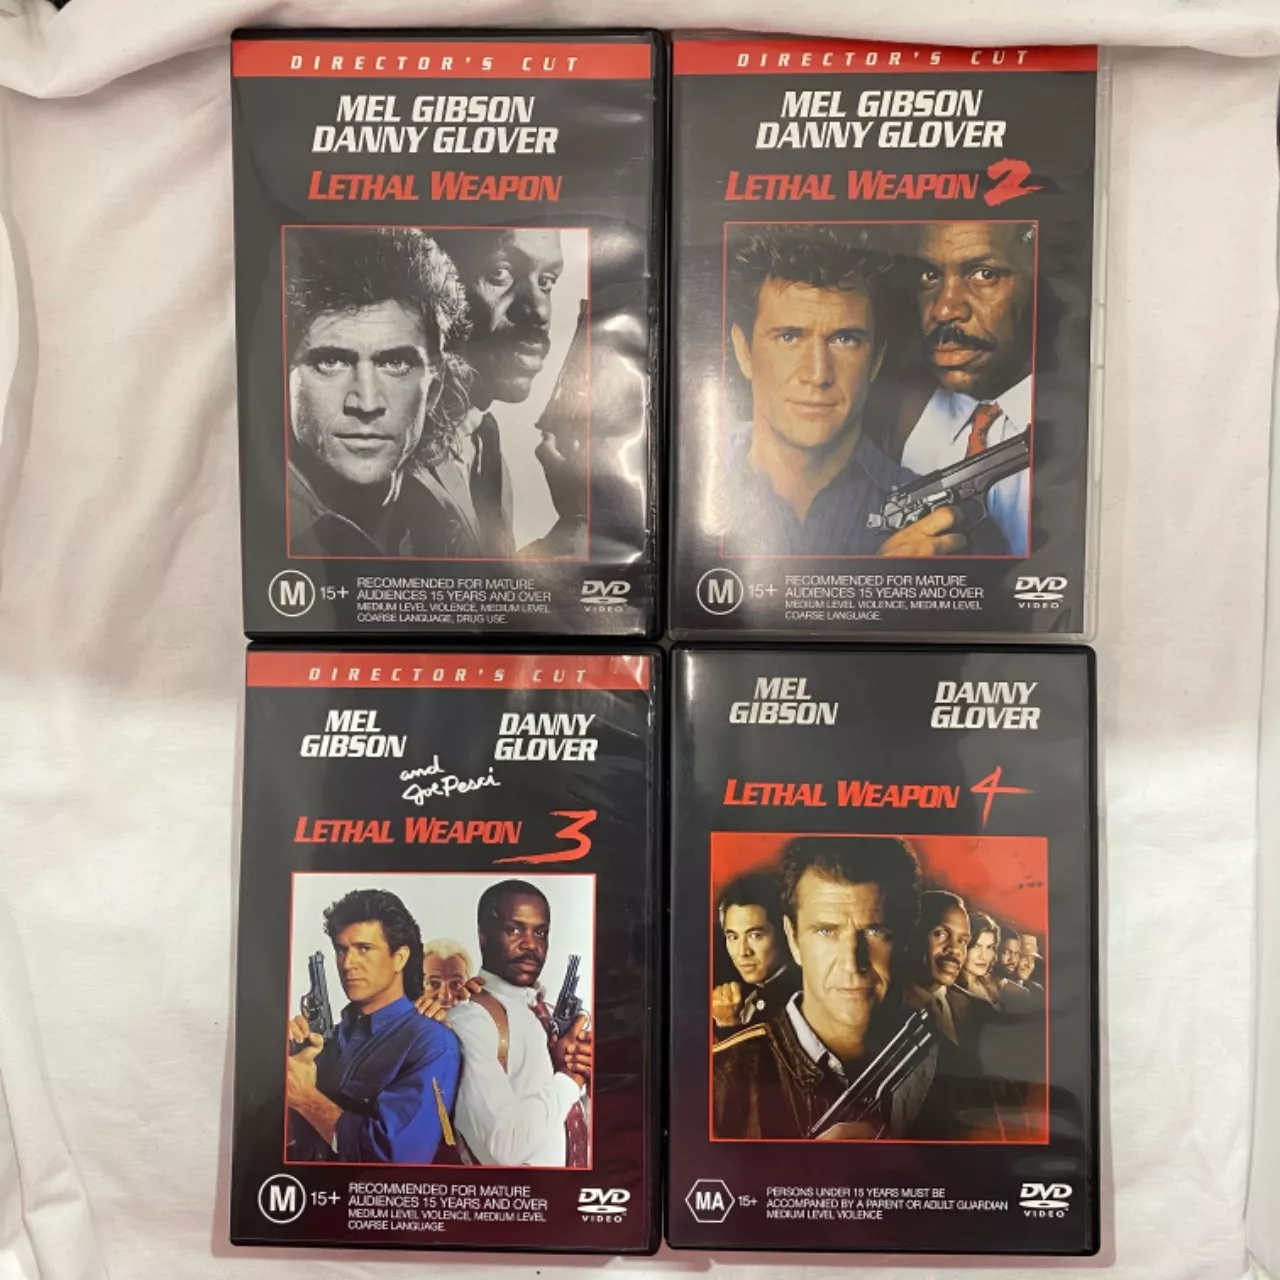 DIRECTOR'S CUT
MEL GIBSON
DANNY GLOVER
LETHAL WEAPON
M 15+
RECOMMENDED FOR MATURE
AUDIENCES 15 YEARS AND OVER
MEDIUM LEVEL VIOLENCE, MEDIUM LEVEL
COARSE LANGUAGE, DRUG USE.
DVD
VIDEO
DIRECTOR'S CUT
MEL GIBSON
DANNY GLOVER
LETHAL WEAPON 2
M 15+
RECOMMENDED FOR MATURE
AUDIENCES 15 YEARS AND OVER
MEDIUM LEVEL VIOLENCE, MEDIUM LEVEL
COARSE LANGUAGE.
DVD
VIDEO
DIRECTOR'S CUT
MEL
GIBSON
DANNY
GLOVER
and
Joe Pesci
LETHAL WEAPON 3
M 15+
RECOMMENDED FOR MATURE
AUDIENCES 15 YEARS AND OVER
MEDIUM LEVEL VIOLENCE, MEDIUM LEVEL
COARSE LANGUAGE.
DVD
VIDEO
MEL
GIBSON
DANNY
GLOVER
LETHAL WEAPON 4
MA 15+
PERSONS UNDER 15 YEARS MUST BE
ACCOMPANIED BY A PARENT OR ADULT GUARDIAN
MEDIUM LEVEL VIOLENCE
DVD
VIDEO